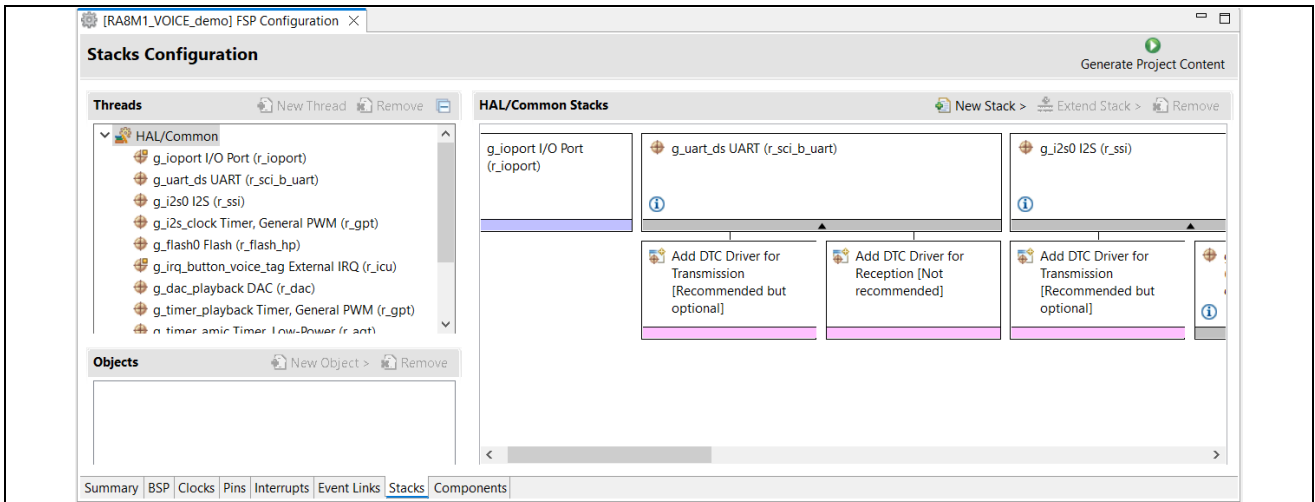 [RA8M1_VOICE_demo] FSP Configuration
Stacks Configuration
Generate Project Content
Threads
New Thread
Remove
HAL/Common
g_ioport I/O Port (r_ioport)
g_uart_ds UART (r_sci_b_uart)
g_i2s0 I2S (r_ssi)
g_i2s_clock Timer, General PWM (r_gpt)
g_flash0 Flash (r_flash_hp)
g_irq_button_voice_tag External IRQ (r_icu)
g_dac_playback DAC (r_dac)
g_timer_playback Timer, General PWM (r_gpt)
g_timer_amic Timer, Low-Power (r_agt)
Objects
New Object >
Remove
HAL/Common Stacks
New Stack >
Extend Stack >
Remove
g_ioport I/O Port
(r_ioport)
g_uart_ds UART (r_sci_b_uart)
g_i2s0 I2S (r_ssi)
Add DTC Driver for
Transmission
[Recommended but
optional]
Add DTC Driver for
Reception [Not
recommended]
Add DTC Driver for
Transmission
[Recommended but
optional]
Summary BSP Clocks Pins Interrupts Event Links Stacks Components